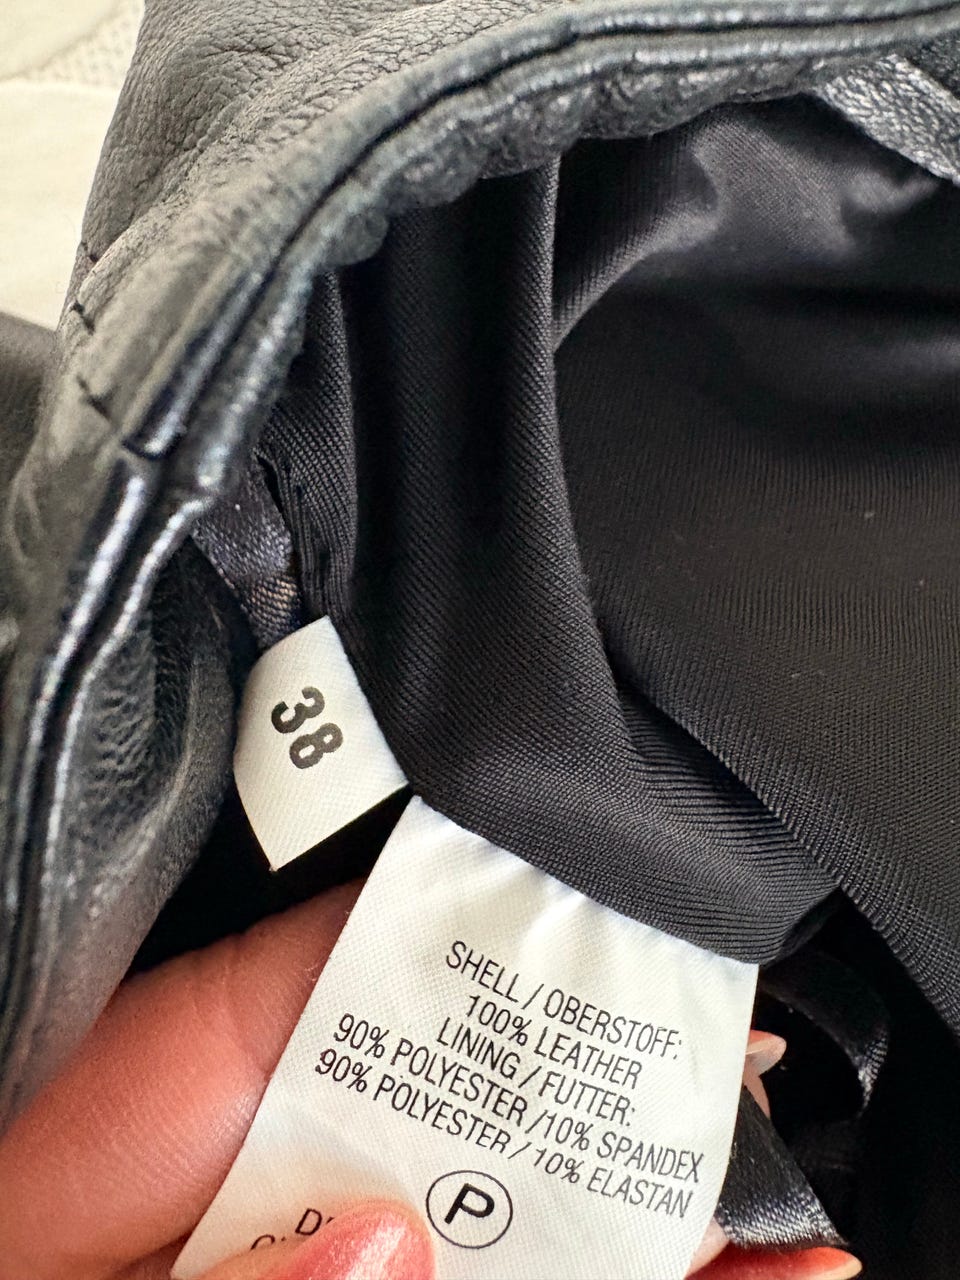 38
SHELL / OBERSTOFF:
100% LEATHER
LINING / FUTTER:
90% POLYESTER /10% SPANDEX
90% POLYESTER / 10% ELASTAN
P